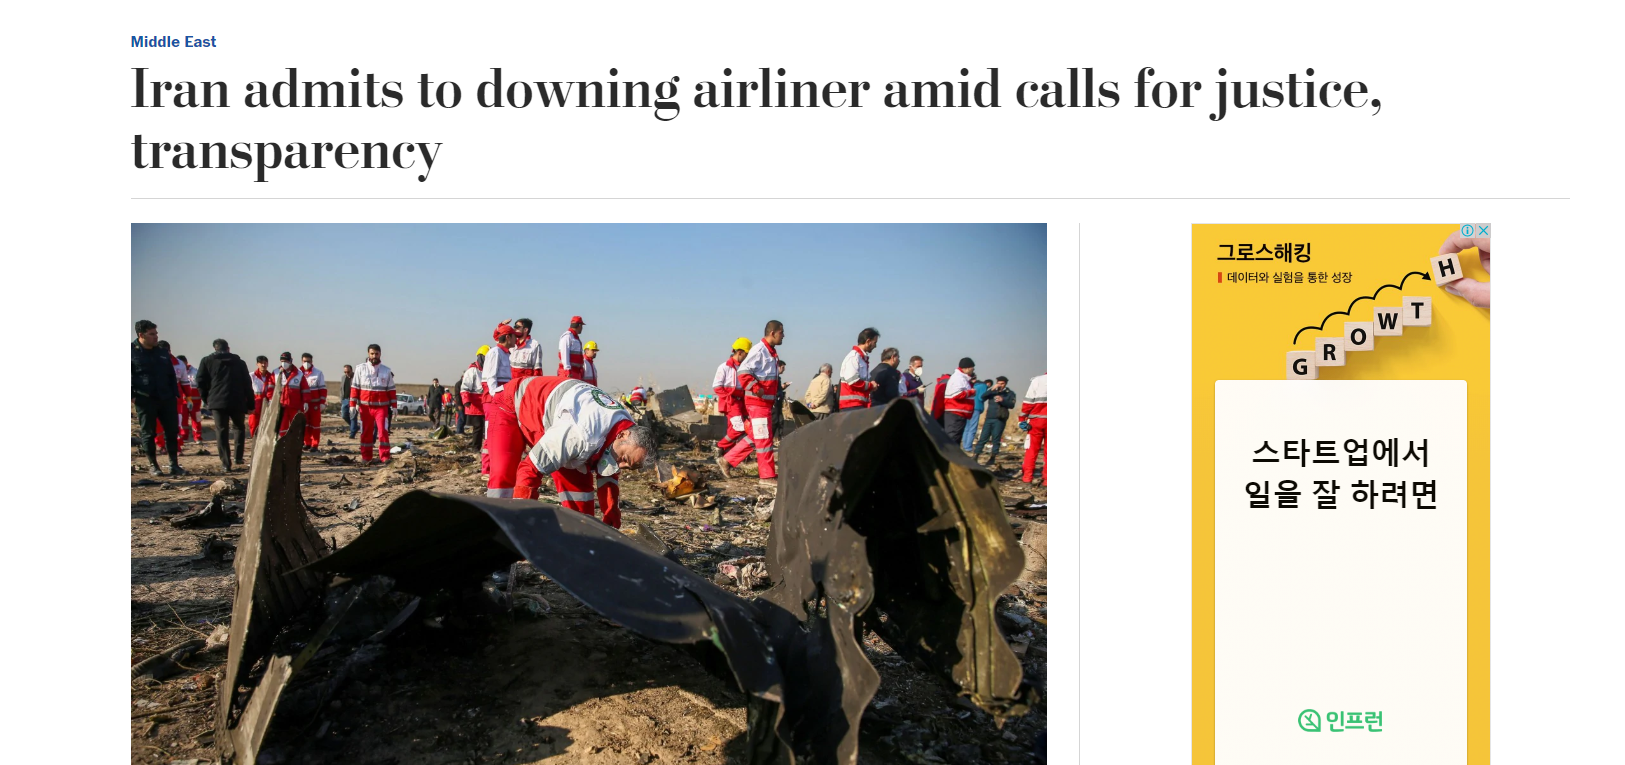 Middle East
Iran admits to downing airliner amid calls for justice,
transparency
그로스해킹
데이터와 실험을 통한 성장
G R O W T H
스타트업에서
일을 잘 하려면
인프런